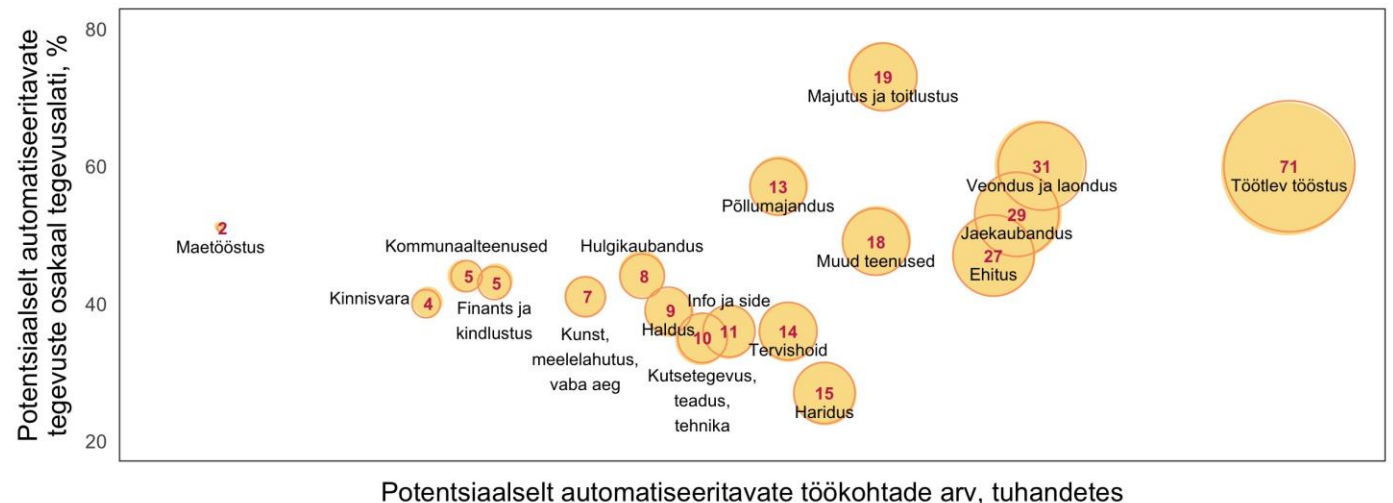 Potentsiaalselt automatiseeritavate
tegevuste osakaal tegevusalati, %
80
60
40
20
19
Majutus ja toitlustus
31
Veondus ja laondus
71
Töötlev tööstus
13
Põllumajandus
29
Jaekaubandus
2
Maetööstus
18
Muud teenused
27
Ehitus
Kommunaalteenused
5
5
Finants ja
kindlustus
Hulgikaubandus
8
Kinnisvara
4
7
Kunst,
meelelahutus,
vaba aeg
9
Haldus
Info ja side
11
10
Kutsetegevus,
teadus,
tehnika
14
Tervishoid
15
Haridus
Potentsiaalselt automatiseeritavate töökohtade arv, tuhandetes